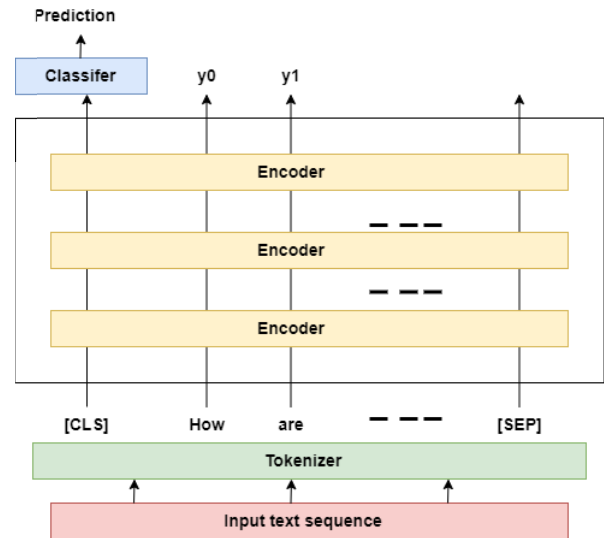 Prediction
Classifer y0 y1
Encoder
Encoder
Encoder
[CLS] How are [SEP]
Tokenizer
Input text sequence